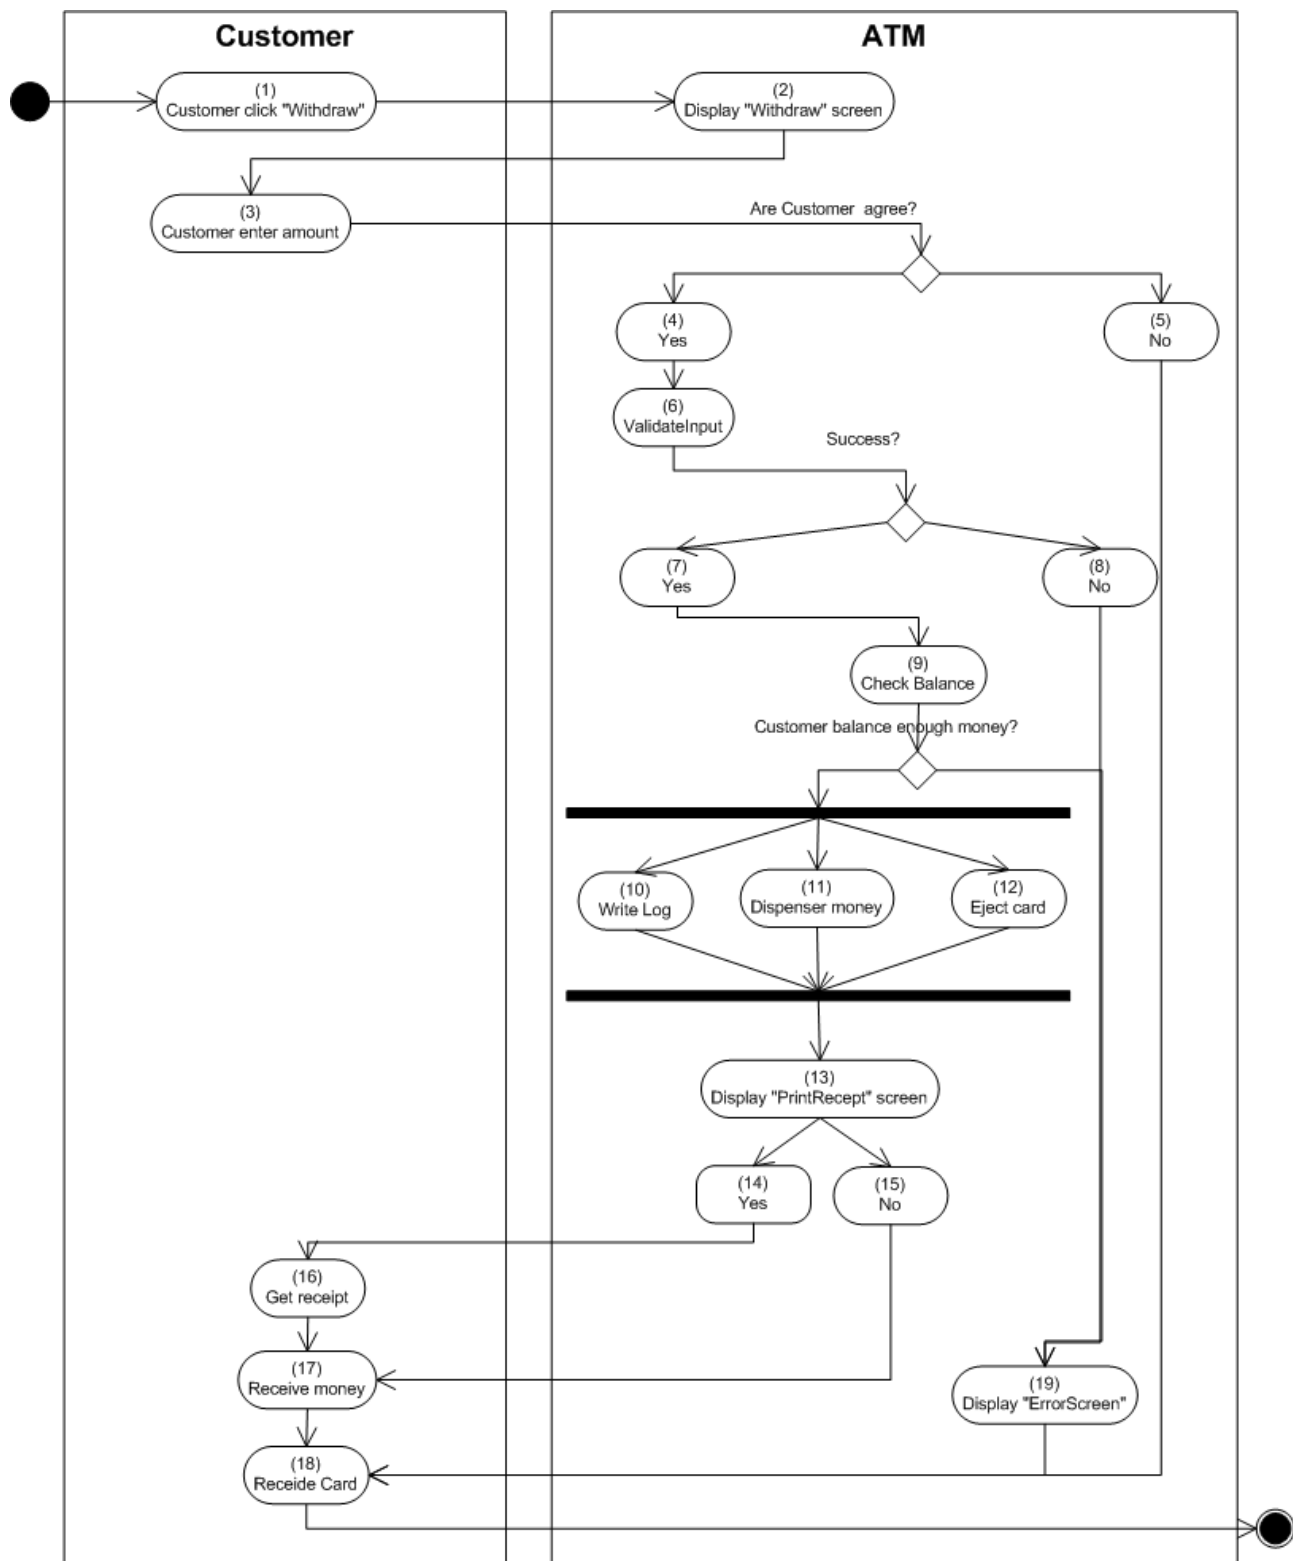 Customer
ATM
(1)
Customer click "Withdraw"
(2)
Display "Withdraw" screen
(3)
Customer enter amount
Are Customer  agree?
(4)
Yes
(5)
No
(6)
ValidateInput
Success?
(7)
Yes
(8)
No
(9)
Check Balance
Customer balance enough money?
(10)
Write Log
(11)
Dispenser money
(12)
Eject card
(13)
Display "PrintRecept" screen
(14)
Yes
(15)
No
(16)
Get receipt
(17)
Receive money
(19)
Display "ErrorScreen"
(18)
Receide Card